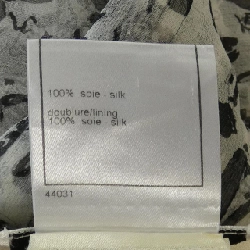 100% soie - silk
doublure/lining
100% soie silk
44031